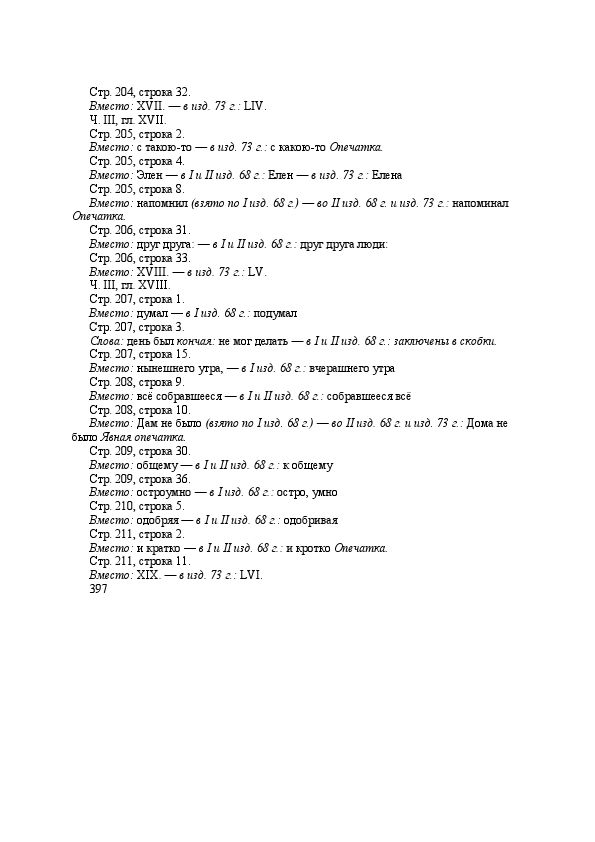 Стр. 204, строка 32.
Вместо: XVII. — в изд. 73 г.: LIV.
Ч. III, гл. XVII.
Стр. 205, строка 2.
Вместо: с такою-то — в изд. 73 г.: с какою-то Опечатка.
Стр. 205, строка 4.
Вместо: Элен — в I и II изд. 68 г.: Елен — в изд. 73 г.: Елена
Стр. 205, строка 8.
Вместо: напомнил (взято по I изд. 68 г.) — во II изд. 68 г. и изд. 73 г.: напоминал
Опечатка.
Стр. 206, строка 31.
Вместо: друг друга: — в I и II изд. 68 г.: друг друга люди:
Стр. 206, строка 33.
Вместо: XVIII. — в изд. 73 г.: LV.
Ч. III, гл. XVIII.
Стр. 207, строка 1.
Вместо: думал — в I изд. 68 г.: подумал
Стр. 207, строка 3.
Слова: день был кончая: не мог делать — в I и II изд. 68 г.: заключены в скобки.
Стр. 207, строка 15.
Вместо: нынешнего утра, — в I изд. 68 г.: вчерашнего утра
Стр. 208, строка 9.
Вместо: всё собравшееся — в I и II изд. 68 г.: собравшееся всё
Стр. 208, строка 10.
Вместо: Дам не было (взято по I изд. 68 г.) — во II изд. 68 г. и изд. 73 г.: Дома не
было Явная опечатка.
Стр. 209, строка 30.
Вместо: общему — в I и II изд. 68 г.: к общему
Стр. 209, строка 36.
Вместо: остроумно — в I изд. 68 г.: остро, умно
Стр. 210, строка 5.
Вместо: одобряя — в I и II изд. 68 г.: одобривая
Стр. 211, строка 2.
Вместо: и кратко — в I и II изд. 68 г.: и кротко Опечатка.
Стр. 211, строка 11.
Вместо: XIX. — в изд. 73 г.: LVI.
397